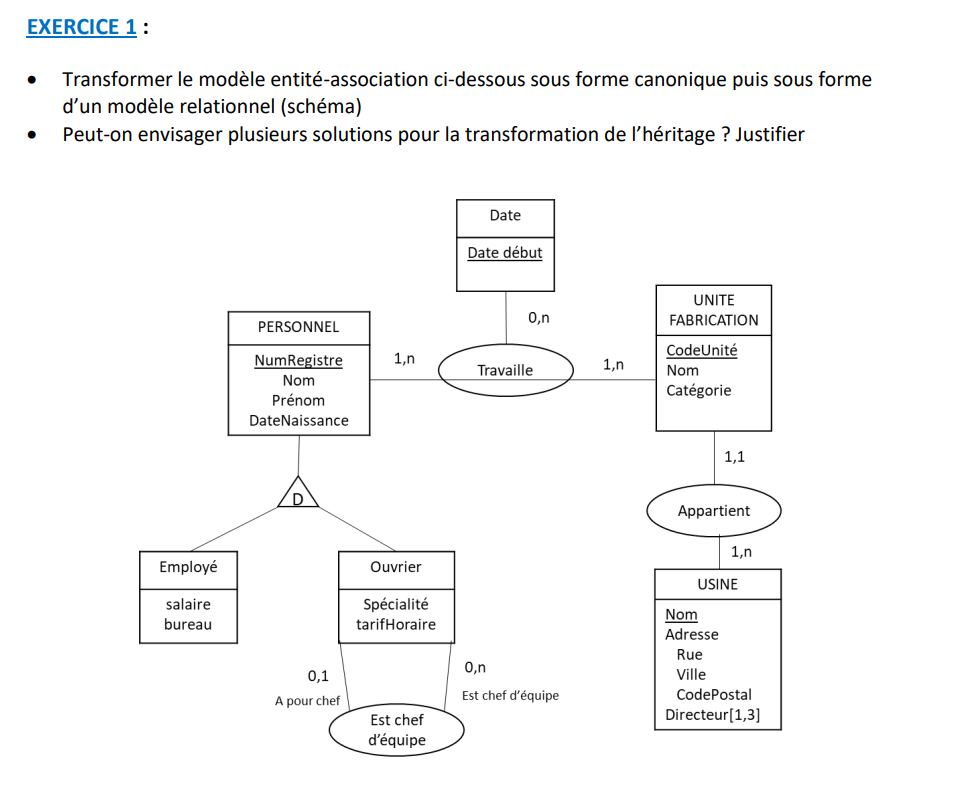 EXERCICE 1 :
• Transformer le modèle entité-association ci-dessous sous forme canonique puis sous forme
d’un modèle relationnel (schéma)
• Peut-on envisager plusieurs solutions pour la transformation de l’héritage ? Justifier
Date
Date début
0,n
PERSONNEL
NumRegistre
Nom
Prénom
DateNaissance
1,n
Travaille
1,n
UNITE
FABRICATION
CodeUnité
Nom
Catégorie
1,1
Appartient
1,n
D
Employé
salaire
bureau
Ouvrier
Spécialité
tarifHoraire
USINE
Nom
Adresse
Rue
Ville
CodePostal
Directeur[1,3]
0,1
A pour chef
0,n
Est chef d’équipe
Est chef
d’équipe